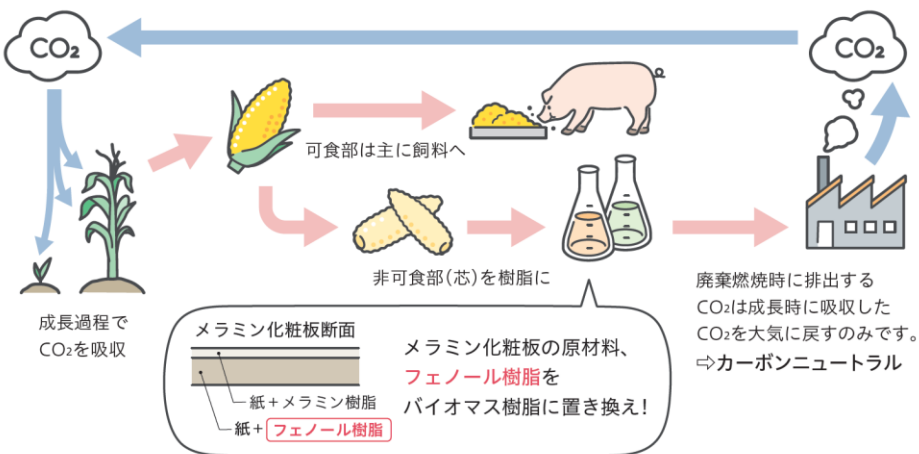 CO₂
CO₂
可食部は主に飼料へ
非可食部(芯)を樹脂に
成長過程で
CO₂を吸収
廃棄燃焼時に排出する
CO₂は成長時に吸収した
CO₂を大気に戻すのみです。
⇨カーボンニュートラル
メラミン化粧板断面
紙+メラミン樹脂
紙+フェノール樹脂
メラミン化粧板の原材料、
フェノール樹脂を
バイオマス樹脂に置き換え!